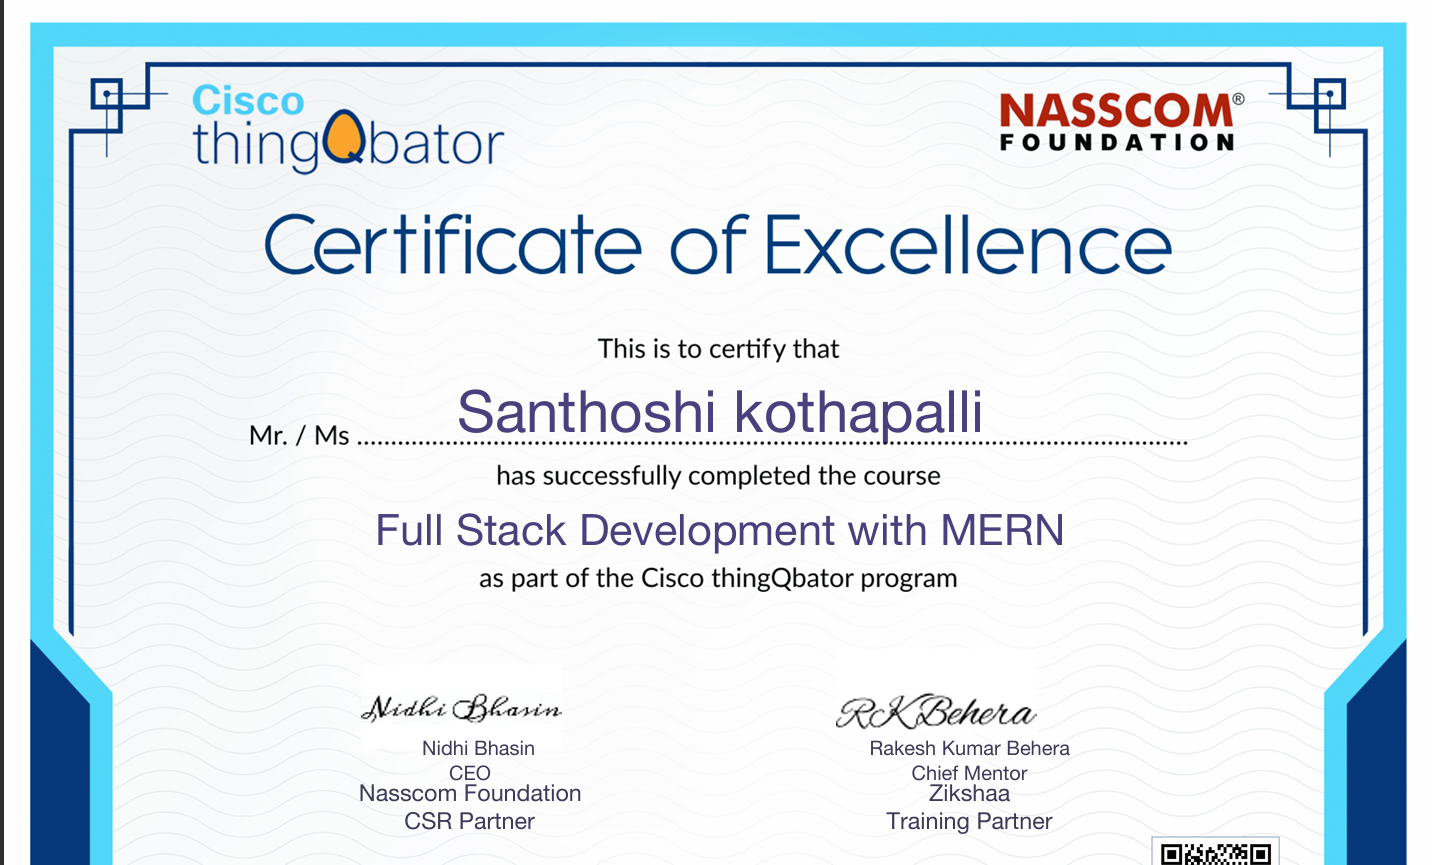 Cisco
thingQbator
NASSCOM®
FOUNDATION
Certificate of Excellence
This is to certify that
Mr. / Ms Santhoshi kothapalli
has successfully completed the course
Full Stack Development with MERN
as part of the Cisco thingQbator program
Nidhi Bhasin
Nidhi Bhasin
CEO
Nasscom Foundation
CSR Partner
RKBehera
Rakesh Kumar Behera
Chief Mentor
Zikshaa
Training Partner